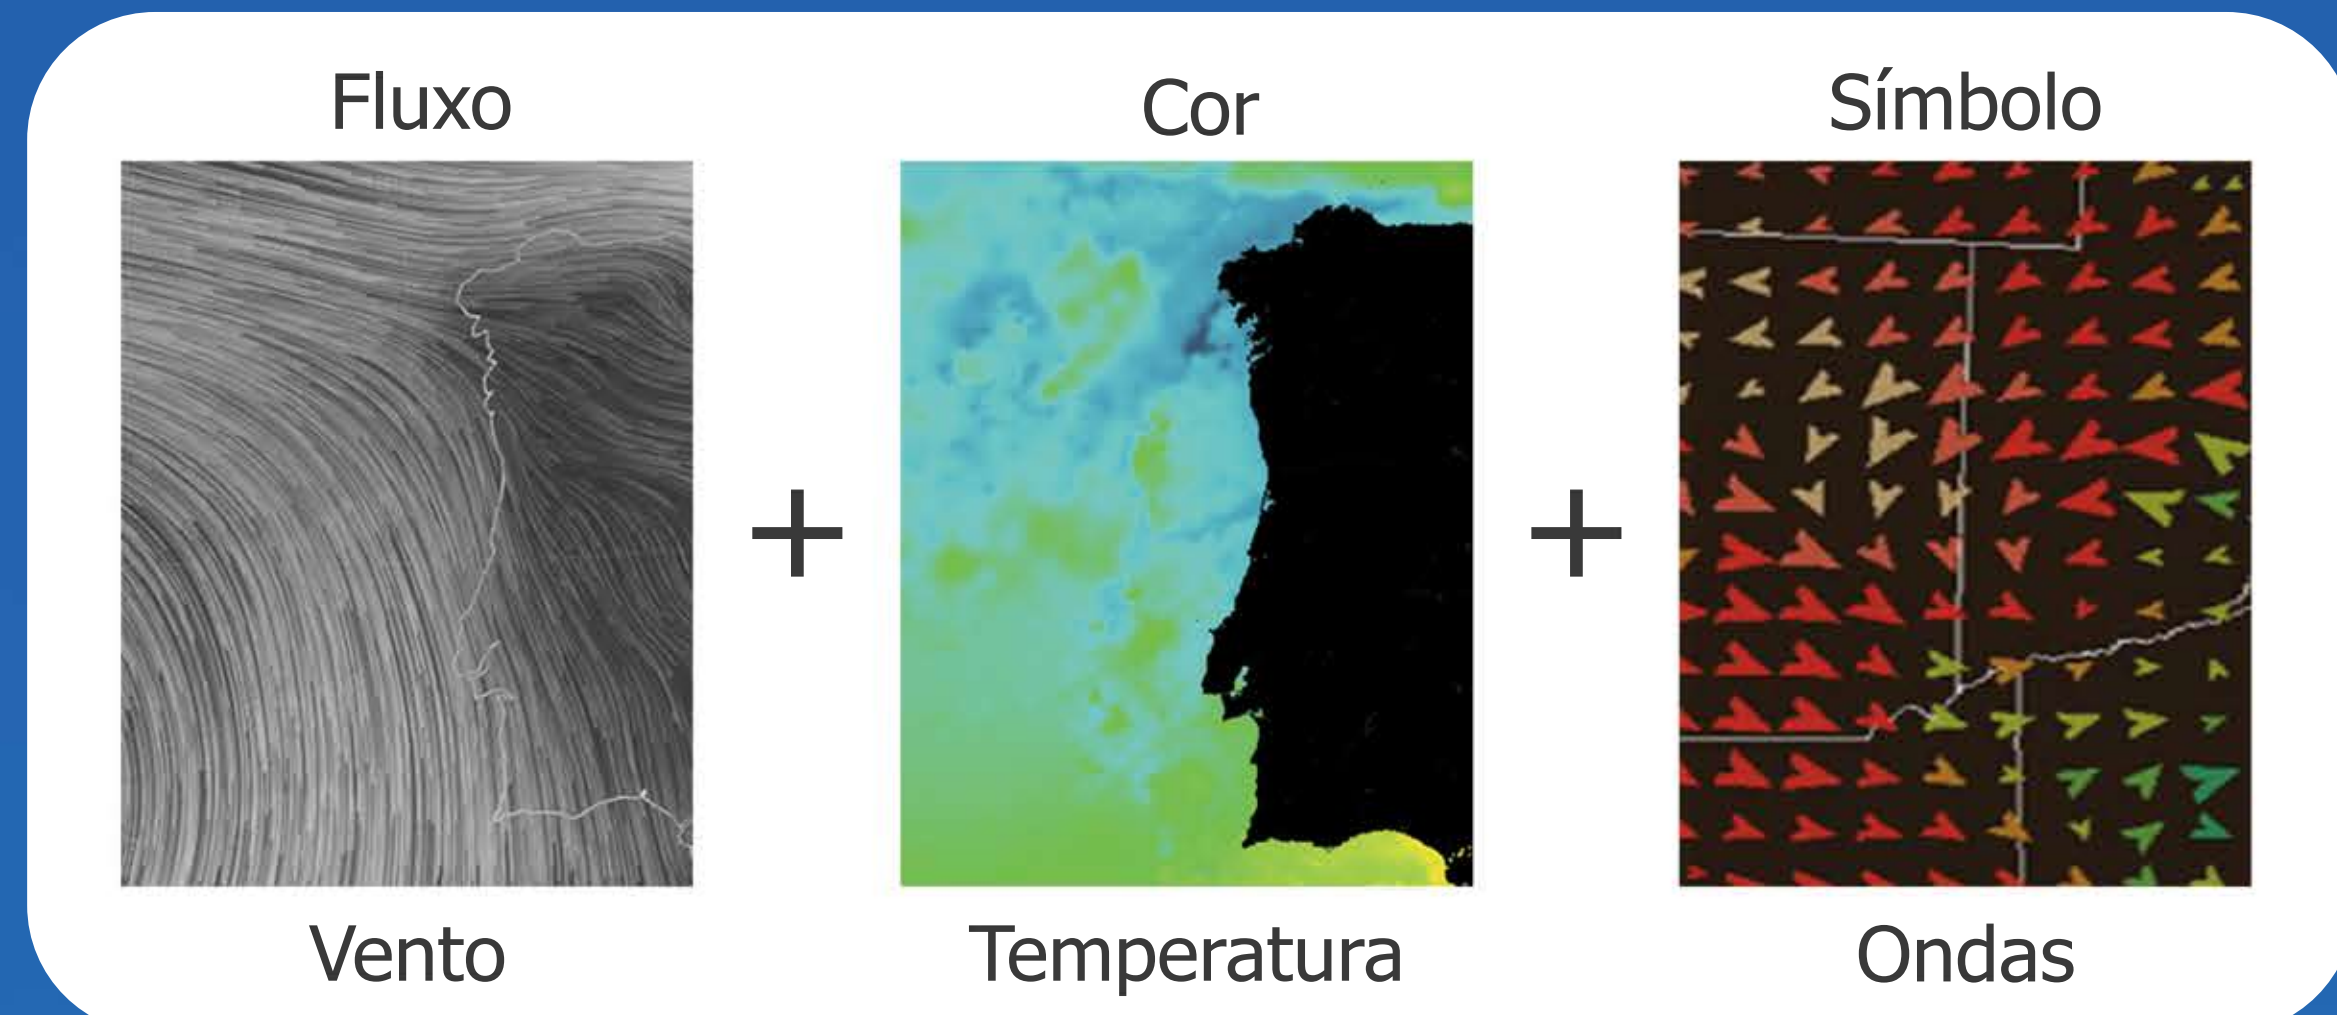 Fluxo
Cor
Símbolo
+
+
Vento
Temperatura
Ondas